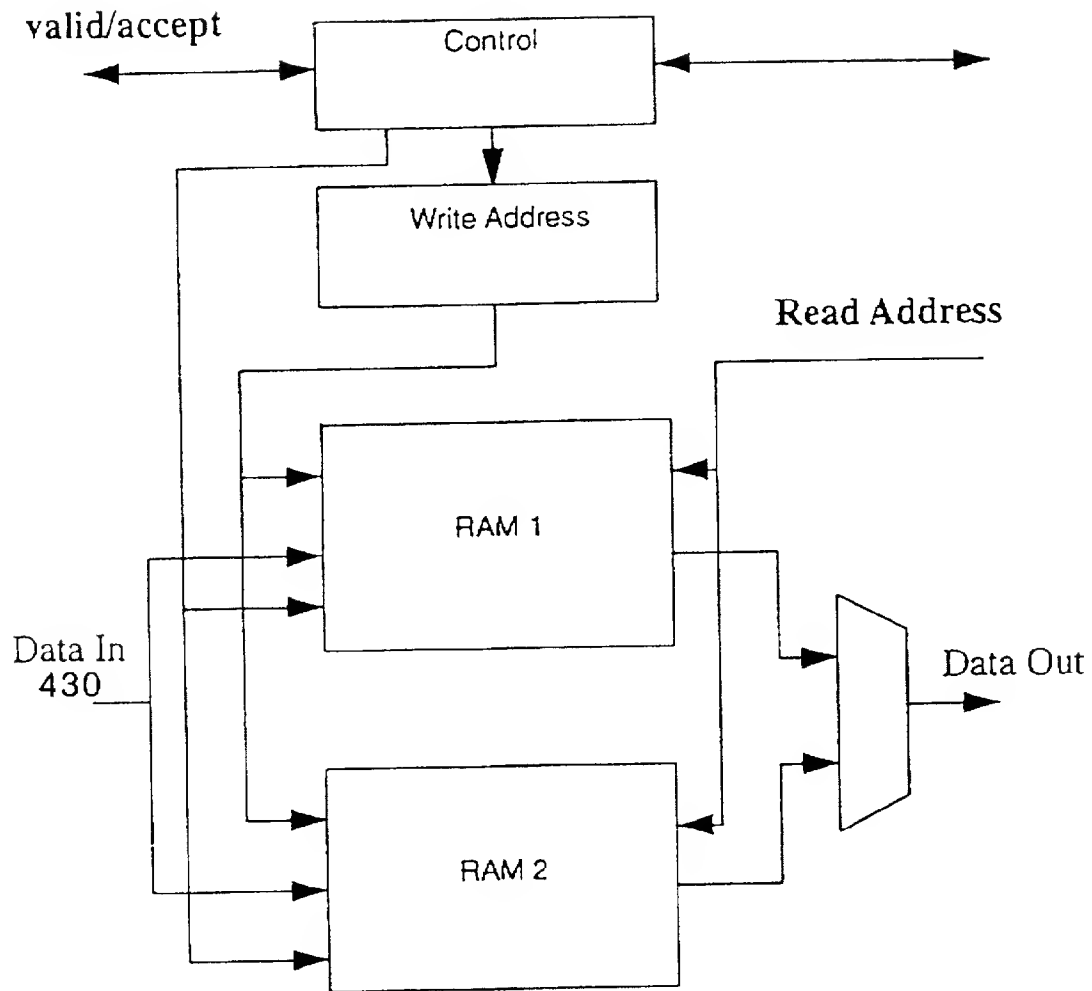 valid/accept
Control
Write Address
Read Address
RAM 1
Data In
430
Data Out
RAM 2